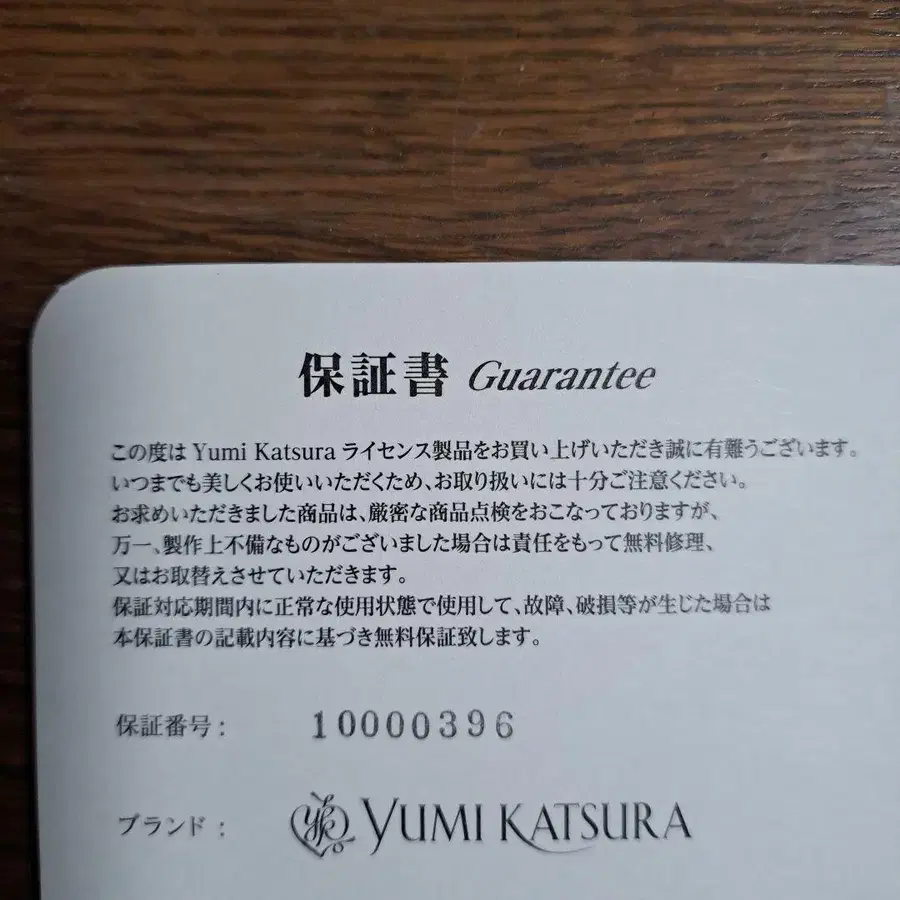 保証書 Guarantee
この度は Yumi Katsura ライセンス製品をお買い上げいただき誠に有難うございます。
いつまでも美しくお使いいただくため、お取り扱いには十分ご注意ください。
お求めいただきました商品は、厳密な商品点検をおこなっておりますが、
万一、製作上不備なものがございました場合は責任をもって無料修理、
又はお取替えさせていただきます。
保証対応期間内に正常な使用状態で使用して、故障、破損等が生じた場合は
本保証書の記載内容に基づき無料保証致します。
保証番号: 10000396
ブランド: YUMI KATSURA